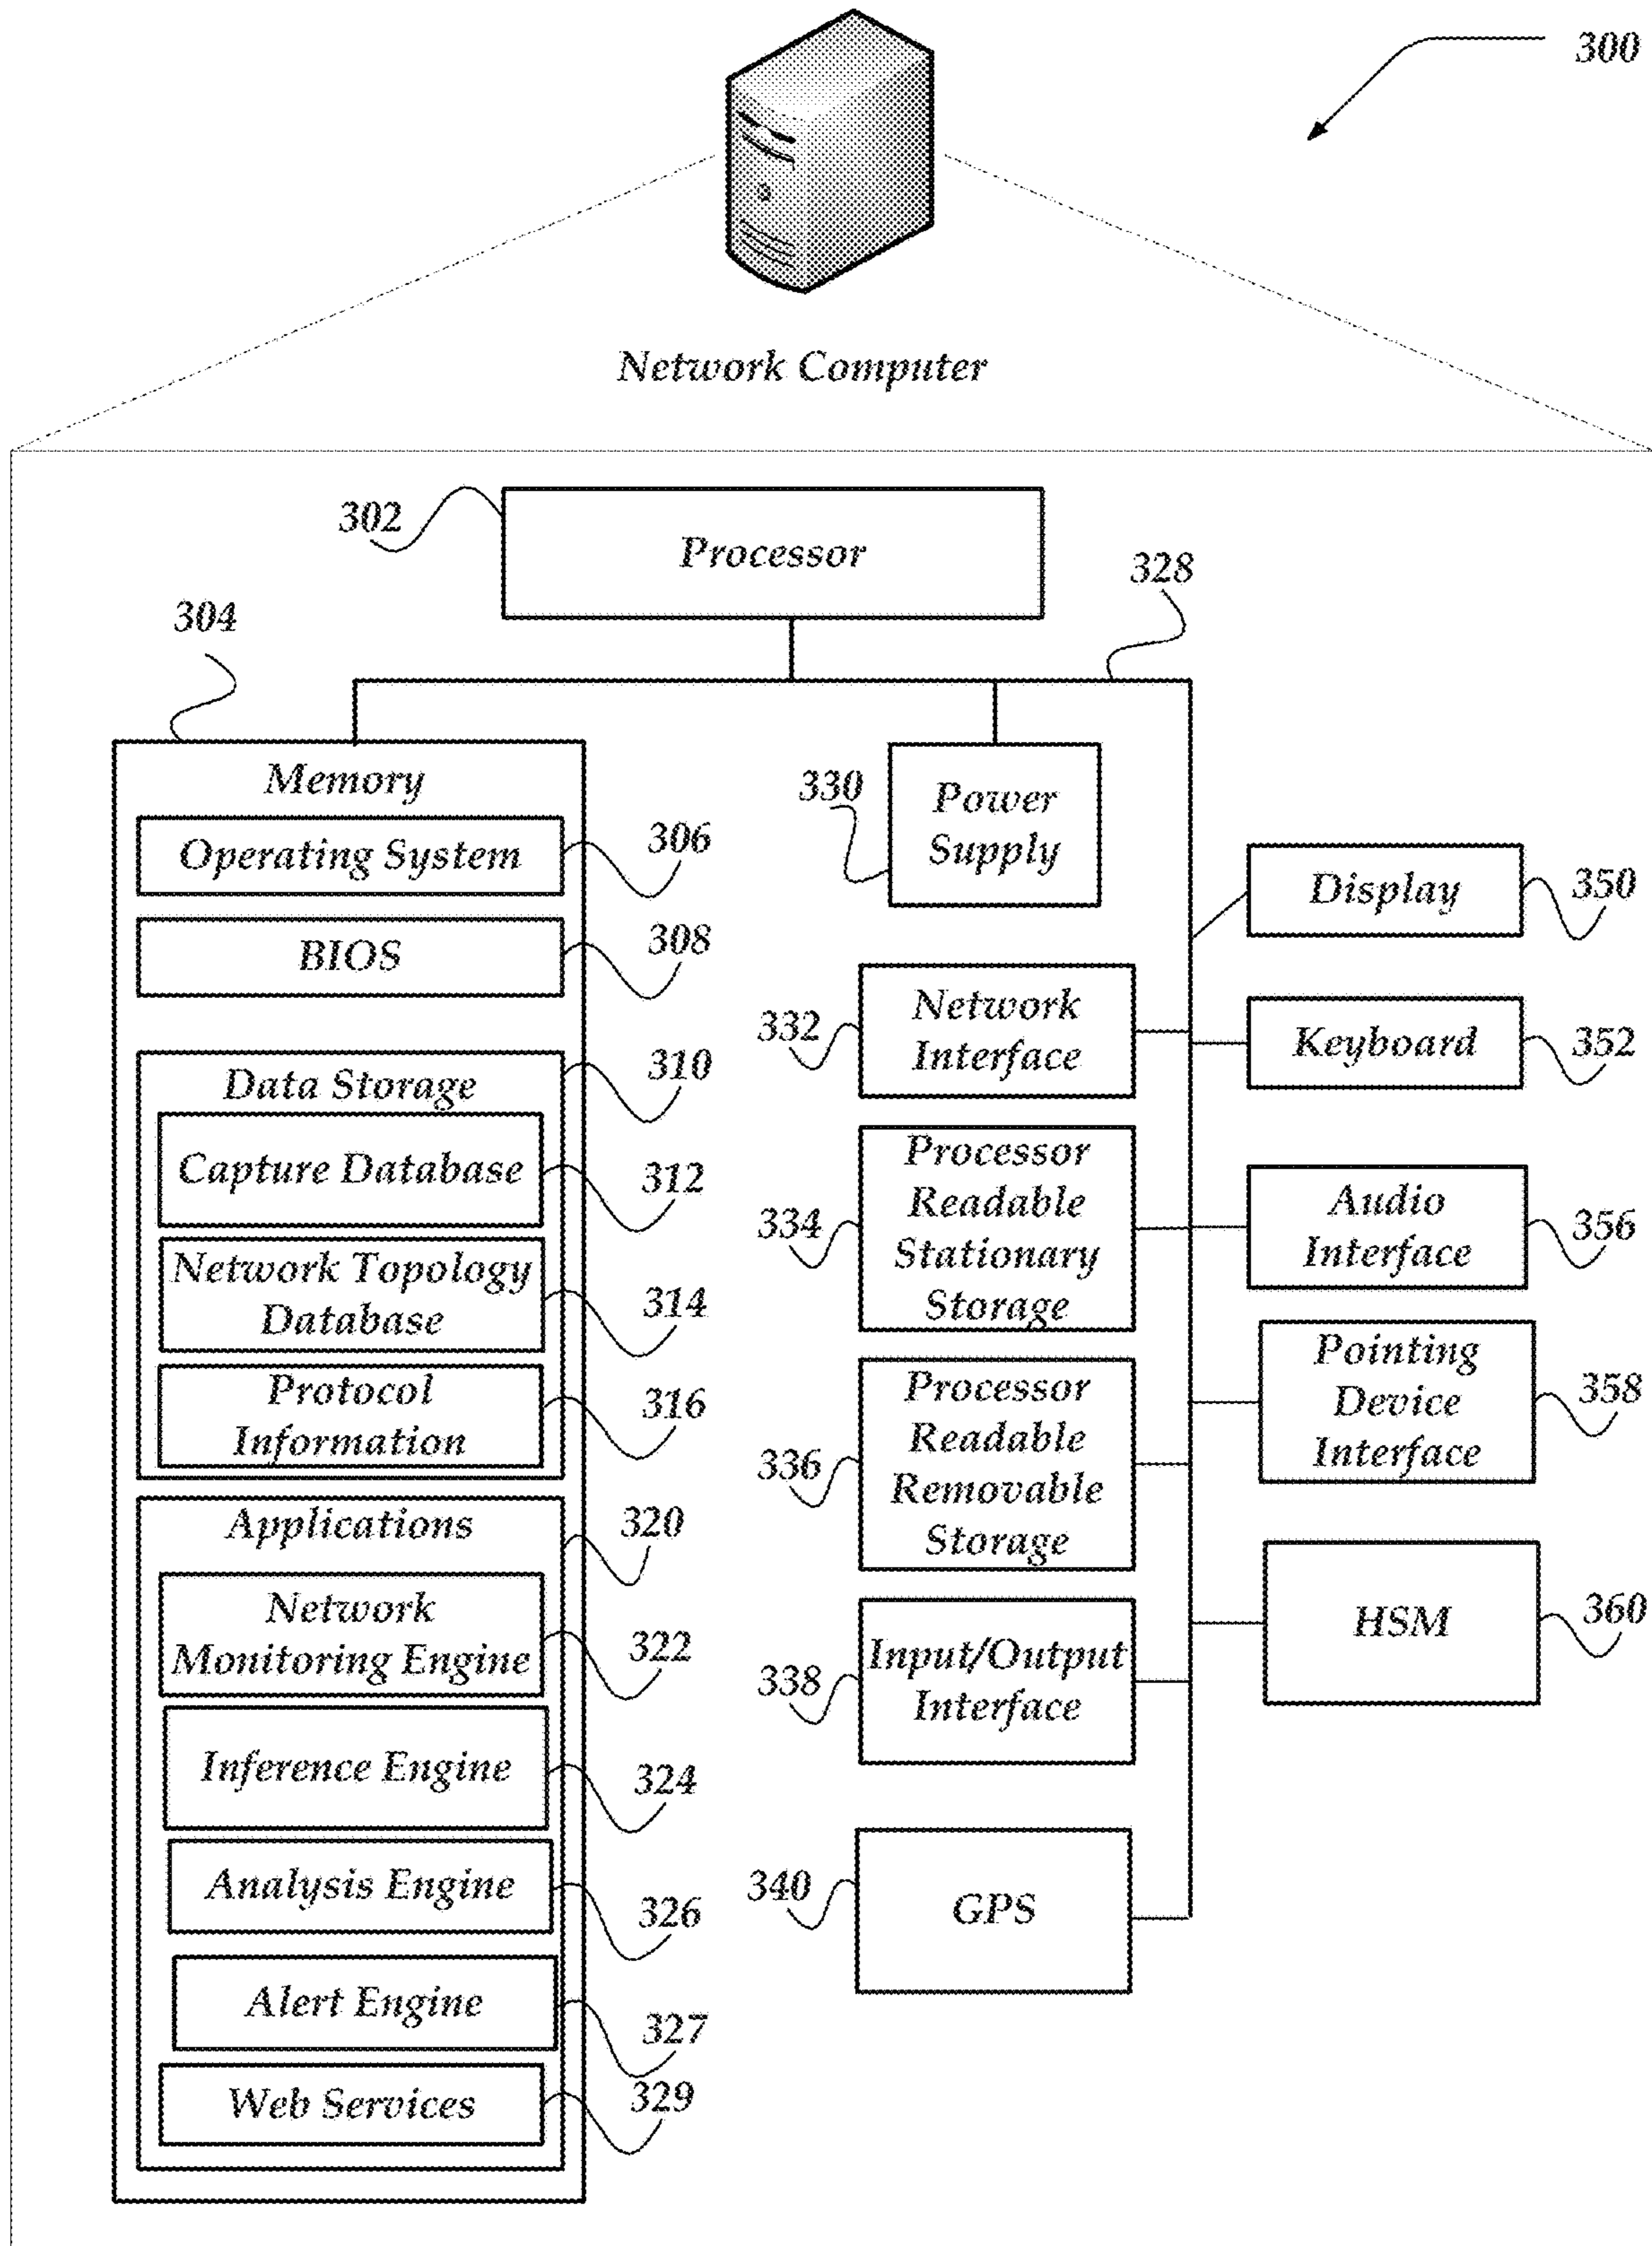 300
Network Computer
302
Processor
328
304
Memory
Operating System
306
BIOS
308
Data Storage
310
Capture Database
312
Network Topology
Database
314
Protocol
Information
316
Applications
320
Network
Monitoring Engine
322
Inference Engine
324
Analysis Engine
326
Alert Engine
327
Web Services
329
330
Power
Supply
332
Network
Interface
334
Processor
Readable
Stationary
Storage
336
Processor
Readable
Removable
Storage
338
Input/Output
Interface
340
GPS
Display
350
Keyboard
352
Audio
Interface
356
Pointing
Device
Interface
358
HSM
360